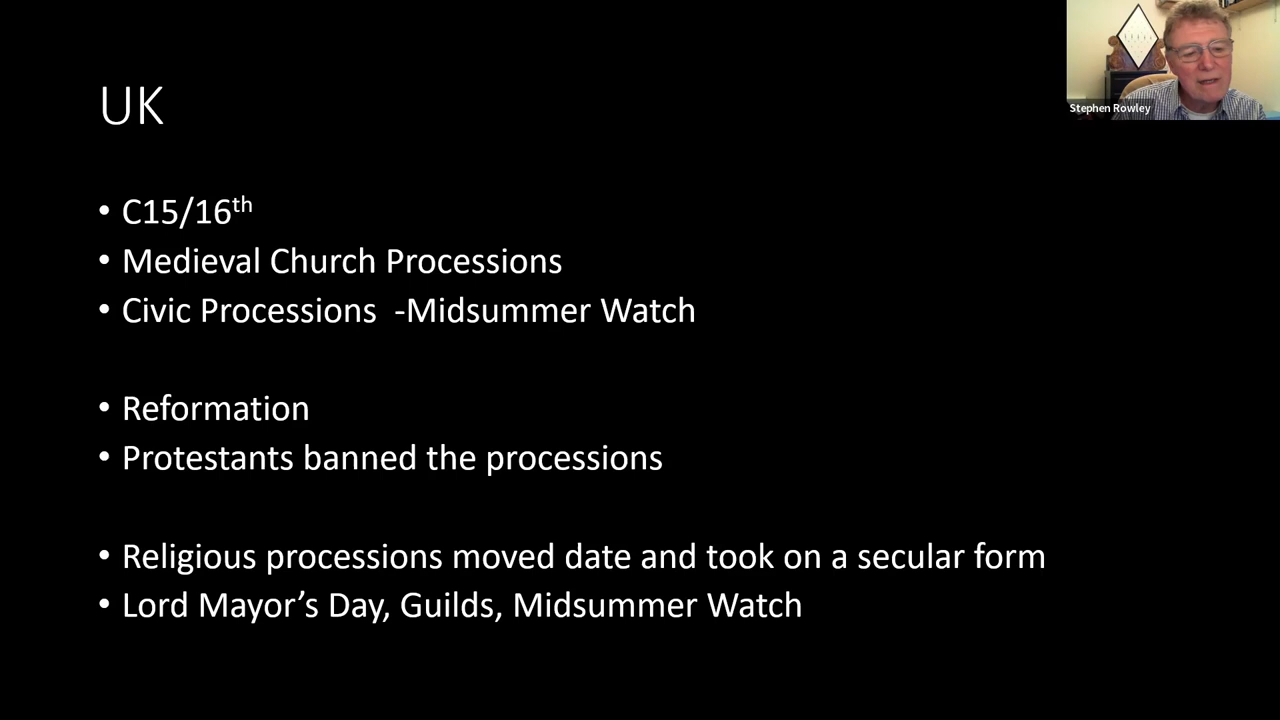 UK
Stephen Rowley
• C15/16th
• Medieval Church Processions
• Civic Processions  -Midsummer Watch
• Reformation
• Protestants banned the processions
• Religious processions moved date and took on a secular form
• Lord Mayor’s Day, Guilds, Midsummer Watch